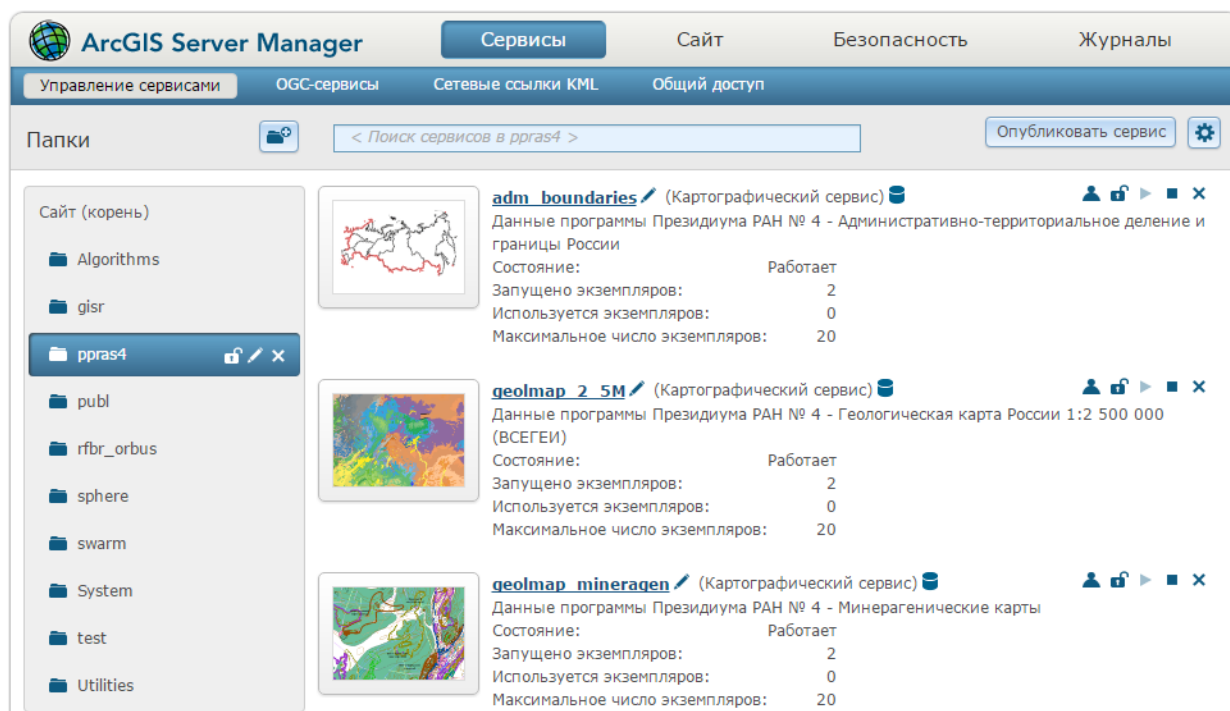 ArcGIS Server Manager
Сервисы Сайт Безопасность Журналы
Управление сервисами OGC-сервисы Сетевые ссылки KML Общий доступ
Папки
< Поиск сервисов в ppras4 >
Опубликовать сервис
Сайт (корень)
Algorithms
gisr
ppras4
publ
rfbr_orbus
sphere
swarm
System
test
Utilities
adm_boundaries (Картографический сервис)
Данные программы Президиума РАН № 4 - Административно-территориальное деление и
границы России
Состояние: Работает
Запущено экземпляров: 2
Используется экземпляров: 0
Максимальное число экземпляров: 20
geolmap_2_5M (Картографический сервис)
Данные программы Президиума РАН № 4 - Геологическая карта России 1:2 500 000
(ВСЕГЕИ)
Состояние: Работает
Запущено экземпляров: 2
Используется экземпляров: 0
Максимальное число экземпляров: 20
geolmap_mineragen (Картографический сервис)
Данные программы Президиума РАН № 4 - Минерагенические карты
Состояние: Работает
Запущено экземпляров: 2
Используется экземпляров: 0
Максимальное число экземпляров: 20